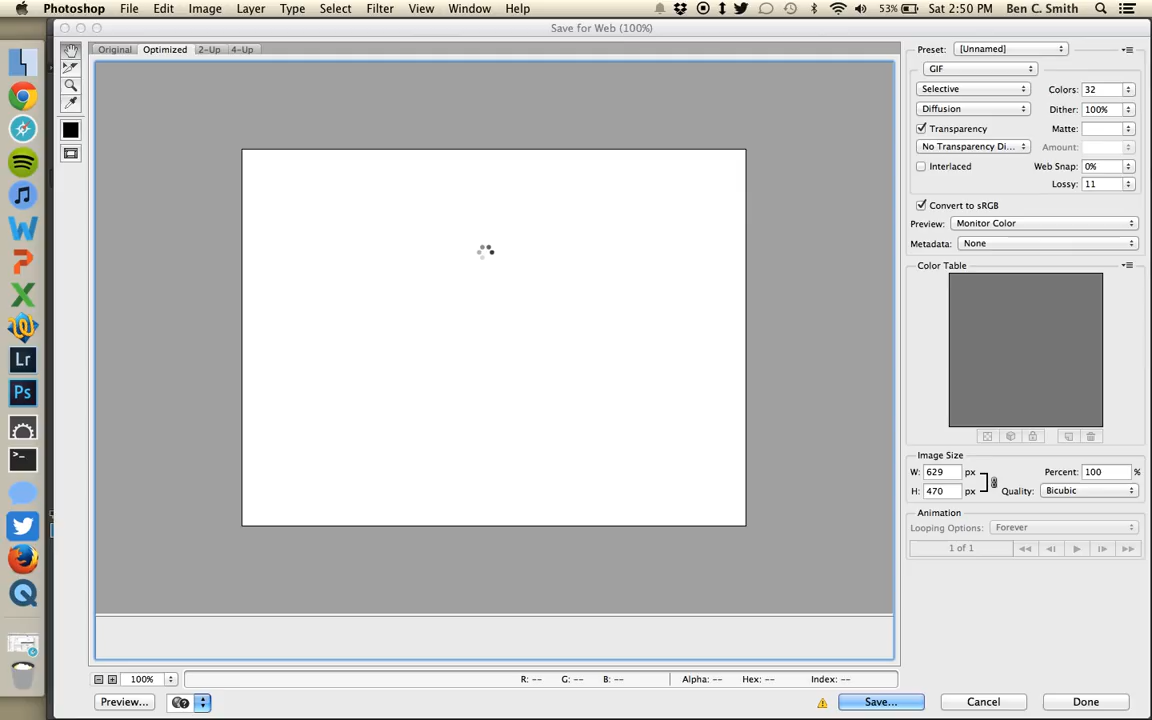 Photoshop File Edit Image Layer Type Select Filter View Window Help 53% Sat 2:50 PM Ben C. Smith
Save for Web (100%)
Original Optimized 2-Up 4-Up
Preset: [Unnamed]
GIF
Selective Colors: 32
Diffusion Dither: 100%
Transparency Matte:
No Transparency Di... Amount:
Interlaced Web Snap: 0%
Lossy: 11
Convert to sRGB
Preview: Monitor Color
Metadata: None
Color Table
Image Size
W: 629 px Percent: 100 %
H: 470 px Quality: Bicubic
Animation
Looping Options: Forever
1 of 1
100% R: -- G: -- B: -- Alpha: -- Hex: -- Index: --
Preview... Save... Cancel Done
Lr
Ps